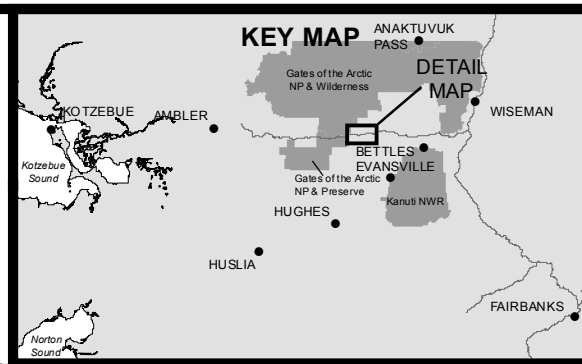 KEY MAP
ANAKTUVUK
PASS
Gates of the Arctic
NP & Wilderness
DETAIL
MAP
KOTZEBUE
AMBLER
WISEMAN
Kotzebue
Sound
BETTLES
EVANSVILLE
Gates of the Arctic
NP & Preserve
Kanuti NWR
HUGHES
HUSLIA
FAIRBANKS
Norton
Sound